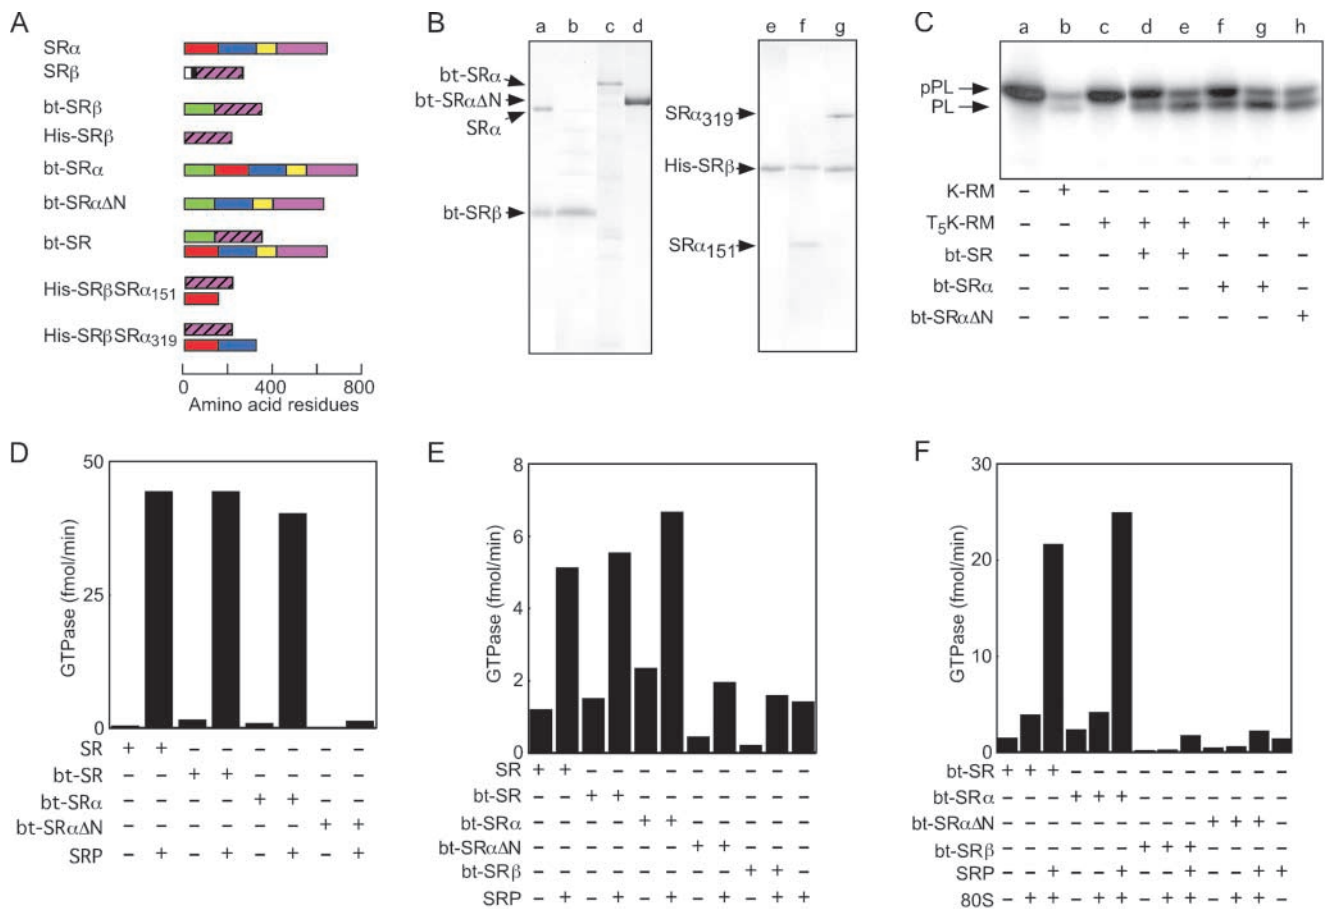 A
SRα
SRβ
bt-SRβ
His-SRβ
bt-SRα
bt-SRαΔN
bt-SR
His-SRβSRα151
His-SRβSRα319
0 400 800
Amino acid residues
B
a b c d
bt-SRα
bt-SRαΔN
SRα
bt-SRβ
e f g
SRα319
His-SRβ
SRα151
C
a b c d e f g h
pPL
PL
K-RM – + – – – – – –
T5K-RM – – + + + + + +
bt-SR – – – + + – – –
bt-SRα – – – – – + + –
bt-SRαΔN – – – – – – – +
D
GTPase (fmol/min)
50
25
0
SR + + – – – – – –
bt-SR – – + + – – – –
bt-SRα – – – – + + – –
bt-SRαΔN – – – – – – + +
SRP – + – + – + – +
E
GTPase (fmol/min)
8
6
4
2
0
SR + + – – – – – – – – –
bt-SR – – + + – – – – – – –
bt-SRα – – – – + + – – – – –
bt-SRαΔN – – – – – – + + – – –
bt-SRβ – – – – – – – – + + –
SRP – + – + – + – + – + +
F
GTPase (fmol/min)
30
20
10
0
bt-SR + + + – – – – – – – – – –
bt-SRα – – – + + + – – – – – – –
bt-SRαΔN – – – – – – – – – + + + –
bt-SRβ – – – – – – + + + – – – –
SRP – – + – – + – – + – – + +
80S – + + – + + – + + – + + +